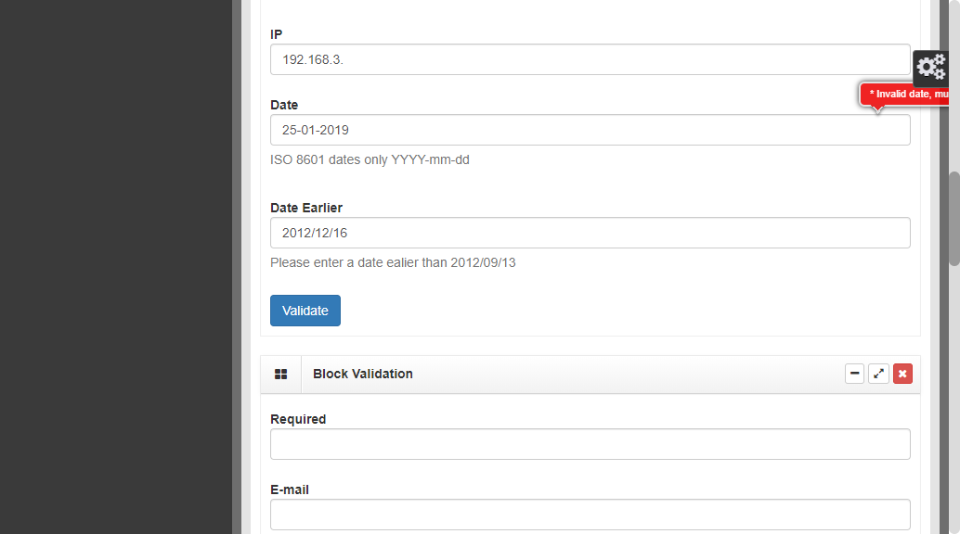 IP
192.168.3.
* Invalid date, mu
Date
25-01-2019
ISO 8601 dates only YYYY-mm-dd
Date Earlier
2012/12/16
Please enter a date ealier than 2012/09/13
Validate
Block Validation
Required
E-mail